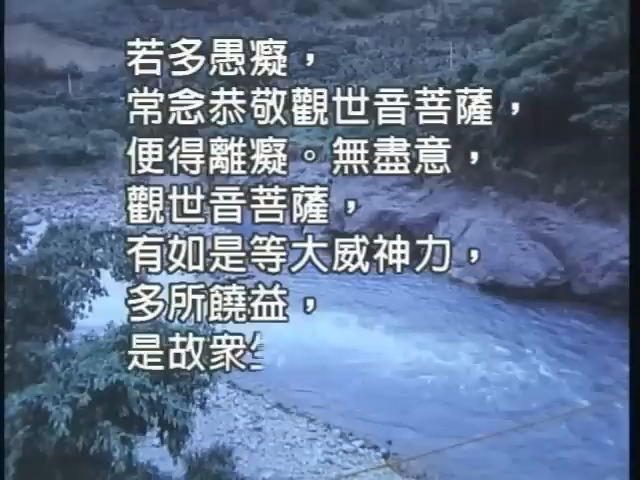 若多愚癡，
常念恭敬觀世音菩薩，
便得離癡。無盡意，
觀世音菩薩，
有如是等大威神力，
多所饒益，
是故衆